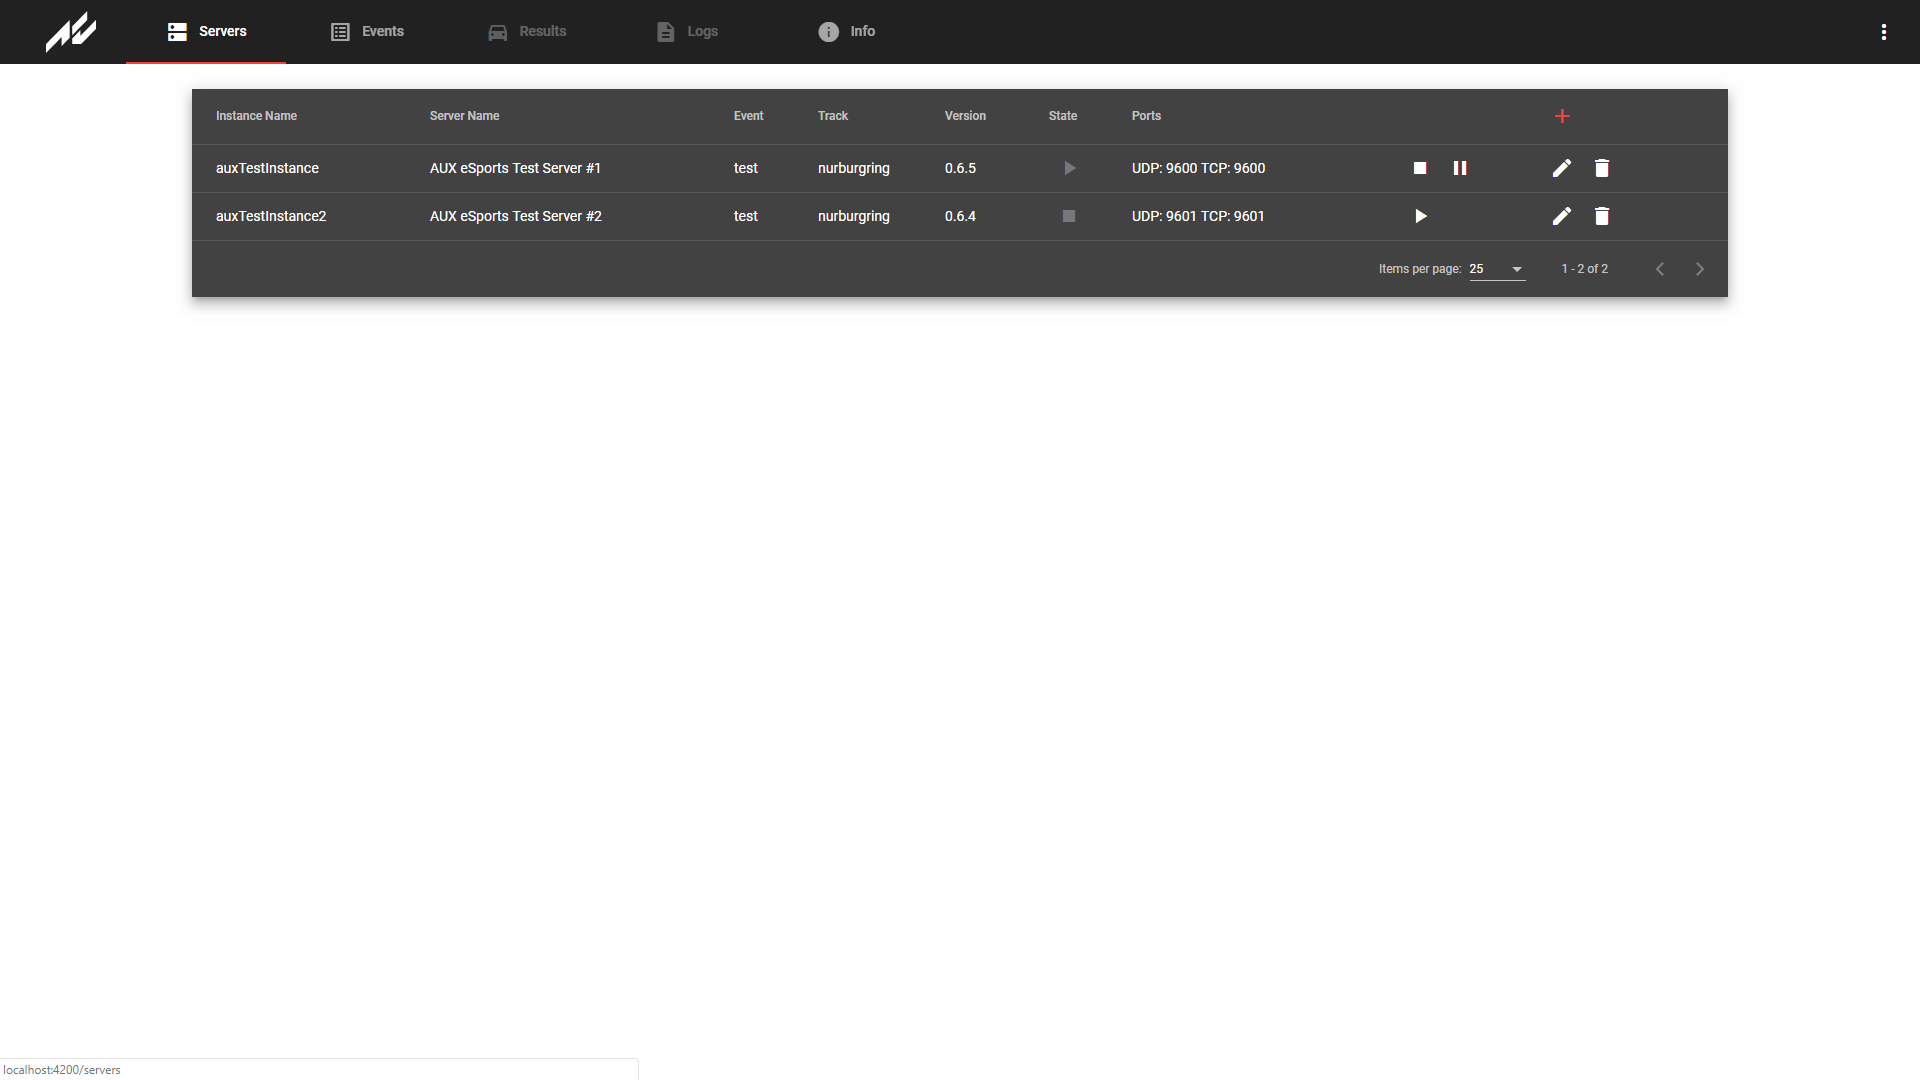 Servers Events Results Logs Info
Instance Name Server Name Event Track Version State Ports
auxTestInstance AUX eSports Test Server #1 test nurburgring 0.6.5 UDP: 9600 TCP: 9600
auxTestInstance2 AUX eSports Test Server #2 test nurburgring 0.6.4 UDP: 9601 TCP: 9601
Items per page: 25 1 - 2 of 2
localhost:4200/servers